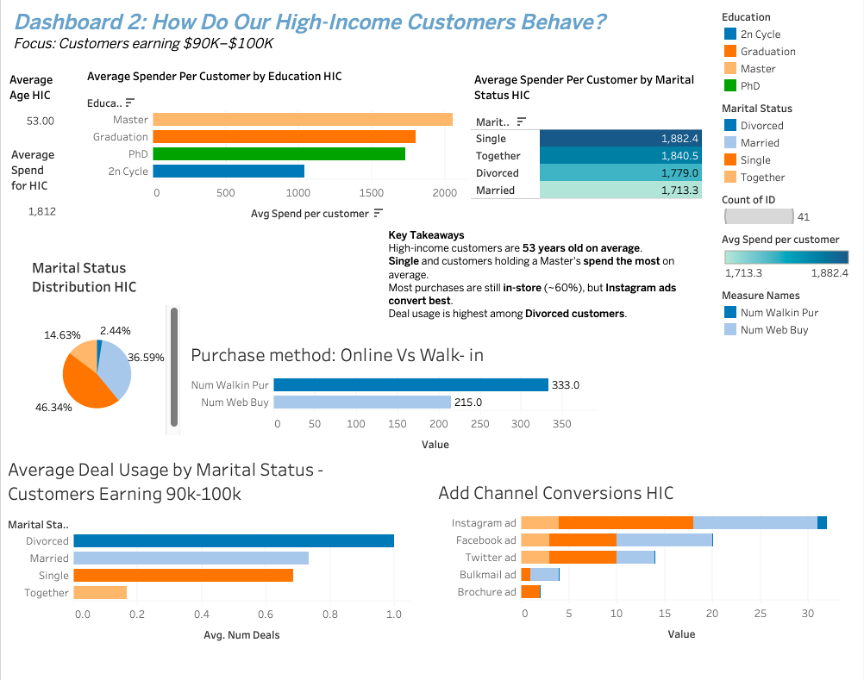 Dashboard 2: How Do Our High-Income Customers Behave?
Focus: Customers earning $90K–$100K
Average
Age HIC
53.00
Average
Spend
for HIC
1,812
Average Spender Per Customer by Education HIC
Educa..
Master
Graduation
PhD
2n Cycle
0 500 1000 1500 2000
Avg Spend per customer
Average Spender Per Customer by Marital
Status HIC
Marit..
Single 1,882.4
Together 1,840.5
Divorced 1,779.0
Married 1,713.3
Education
2n Cycle
Graduation
Master
PhD
Marital Status
Divorced
Married
Single
Together
Count of ID
41
Avg Spend per customer
1,713.3 1,882.4
Measure Names
Num Walkin Pur
Num Web Buy
Key Takeaways
High-income customers are 53 years old on average.
Single and customers holding a Master's spend the most on
average.
Most purchases are still in-store (~60%), but Instagram ads
convert best.
Deal usage is highest among Divorced customers.
Marital Status
Distribution HIC
14.63% 2.44%
36.59%
46.34%
Purchase method: Online Vs Walk- in
Num Walkin Pur 333.0
Num Web Buy 215.0
0 50 100 150 200 250 300 350
Value
Average Deal Usage by Marital Status -
Customers Earning 90k-100k
Marital Sta..
Divorced
Married
Single
Together
0.0 0.2 0.4 0.6 0.8 1.0
Avg. Num Deals
Add Channel Conversions HIC
Instagram ad
Facebook ad
Twitter ad
Bulkmail ad
Brochure ad
0 5 10 15 20 25 30
Value